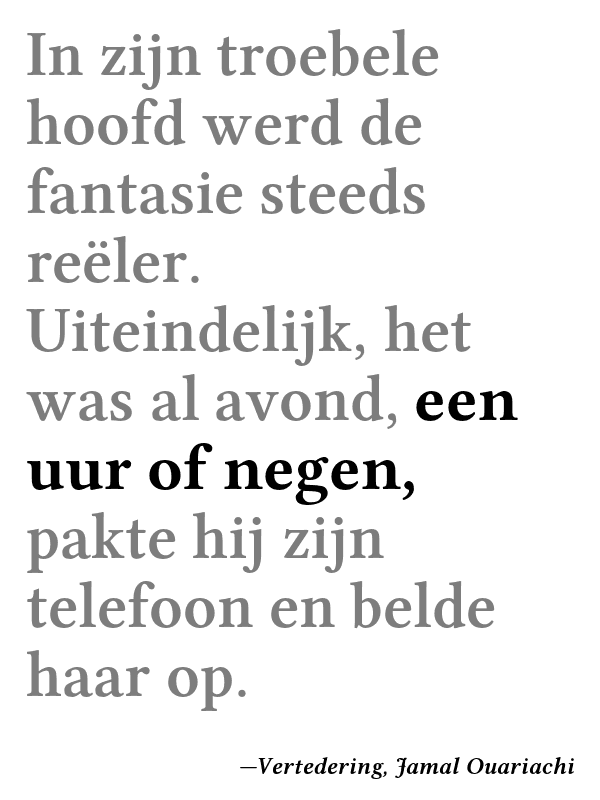 In zijn troebele
hoofd werd de
fantasie steeds
reëler.
Uiteindelijk, het
was al avond, een
uur of negen,
pakte hij zijn
telefoon en belde
haar op.
—Vertedering, Jamal Ouariachi